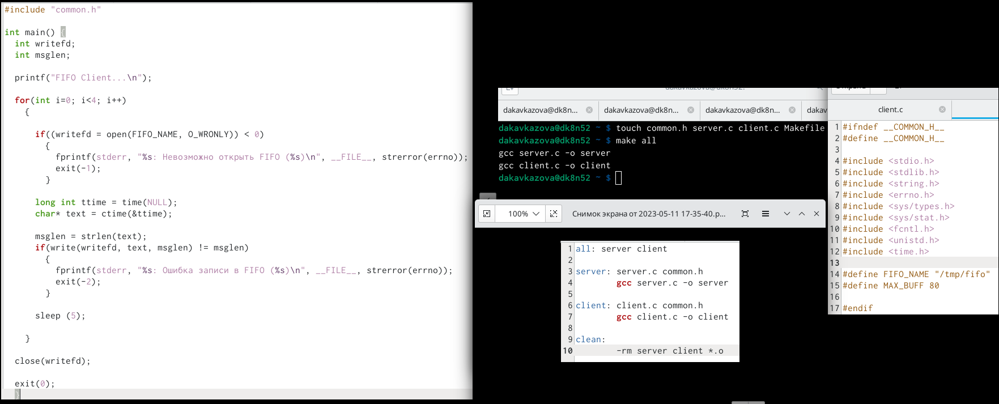 #include "common.h"
int main() {
int writefd;
int msglen;
printf("FIFO Client...\n");
for(int i=0; i<4; i++)
{
if((writefd = open(FIFO_NAME, O_WRONLY)) < 0)
{
fprintf(stderr, "%s: Невозможно открыть FIFO (%s)\n", __FILE__, strerror(errno));
exit(-1);
}
long int ttime = time(NULL);
char* text = ctime(&ttime);
msglen = strlen(text);
if(write(writefd, text, msglen) != msglen)
{
fprintf(stderr, "%s: Ошибка записи в FIFO (%s)\n", __FILE__, strerror(errno));
exit(-2);
}
sleep (5);
}
close(writefd);
exit(0);
}
dakavkazova@dk8n52:
dakavkazova@dk8n... dakavkazova@dk8n... dakavkazova@dk8n... dakav
dakavkazova@dk8n52 ~ $ touch common.h server.c client.c Makefile
dakavkazova@dk8n52 ~ $ make all
gcc server.c -o server
gcc client.c -o client
dakavkazova@dk8n52 ~ $
100% Снимок экрана от 2023-05-11 17-35-40.p...
1 all: server client
2
3 server: server.c common.h
4 gcc server.c -o server
5
6 client: client.c common.h
7 gcc client.c -o client
8
9 clean:
10 -rm server client *.o
client.c
1 #ifndef __COMMON_H__
2 #define __COMMON_H__
3
4 #include <stdio.h>
5 #include <stdlib.h>
6 #include <string.h>
7 #include <errno.h>
8 #include <sys/types.h>
9 #include <sys/stat.h>
10 #include <fcntl.h>
11 #include <unistd.h>
12 #include <time.h>
13
14 #define FIFO_NAME "/tmp/fifo"
15 #define MAX_BUFF 80
16
17 #endif